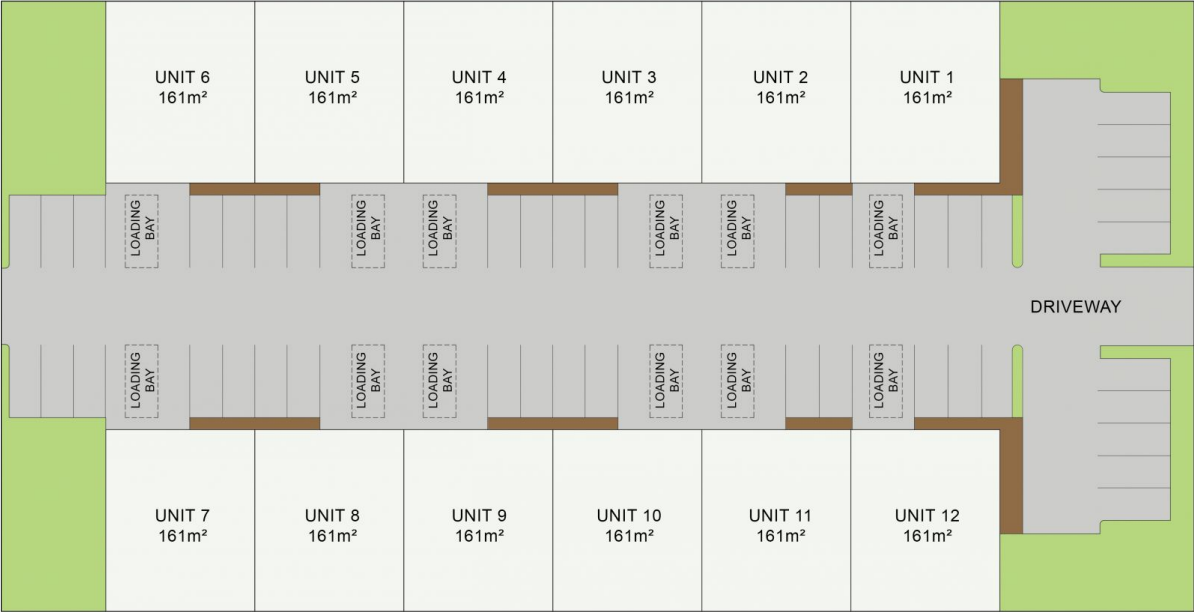 UNIT 6
161m²
UNIT 5
161m²
UNIT 4
161m²
UNIT 3
161m²
UNIT 2
161m²
UNIT 1
161m²
LOADING
BAY
LOADING
BAY
LOADING
BAY
LOADING
BAY
LOADING
BAY
LOADING
BAY
DRIVEWAY
LOADING
BAY
LOADING
BAY
LOADING
BAY
LOADING
BAY
LOADING
BAY
LOADING
BAY
UNIT 7
161m²
UNIT 8
161m²
UNIT 9
161m²
UNIT 10
161m²
UNIT 11
161m²
UNIT 12
161m²